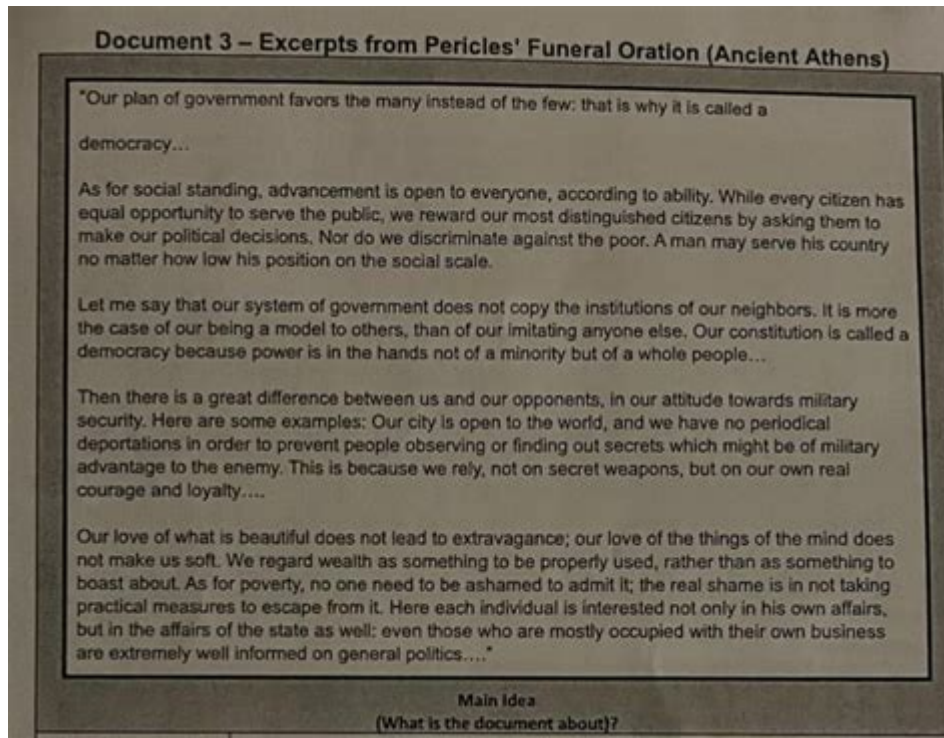 Document 3 – Excerpts from Pericles' Funeral Oration (Ancient Athens)
"Our plan of government favors the many instead of the few: that is why it is called a
democracy...
As for social standing, advancement is open to everyone, according to ability. While every citizen has
equal opportunity to serve the public, we reward our most distinguished citizens by asking them to
make our political decisions. Nor do we discriminate against the poor. A man may serve his country
no matter how low his position on the social scale.
Let me say that our system of government does not copy the institutions of our neighbors. It is more
the case of our being a model to others, than of our imitating anyone else. Our constitution is called a
democracy because power is in the hands not of a minority but of a whole people...
Then there is a great difference between us and our opponents, in our attitude towards military
security. Here are some examples: Our city is open to the world, and we have no periodical
deportations in order to prevent people observing or finding out secrets which might be of military
advantage to the enemy. This is because we rely, not on secret weapons, but on our own real
courage and loyalty....
Our love of what is beautiful does not lead to extravagance; our love of the things of the mind does
not make us soft. We regard wealth as something to be properly used, rather than as something to
boast about. As for poverty, no one need to be ashamed to admit it; the real shame is in not taking
practical measures to escape from it. Here each individual is interested not only in his own affairs,
but in the affairs of the state as well: even those who are mostly occupied with their own business
are extremely well informed on general politics...."
Main Idea
(What is the document about)?